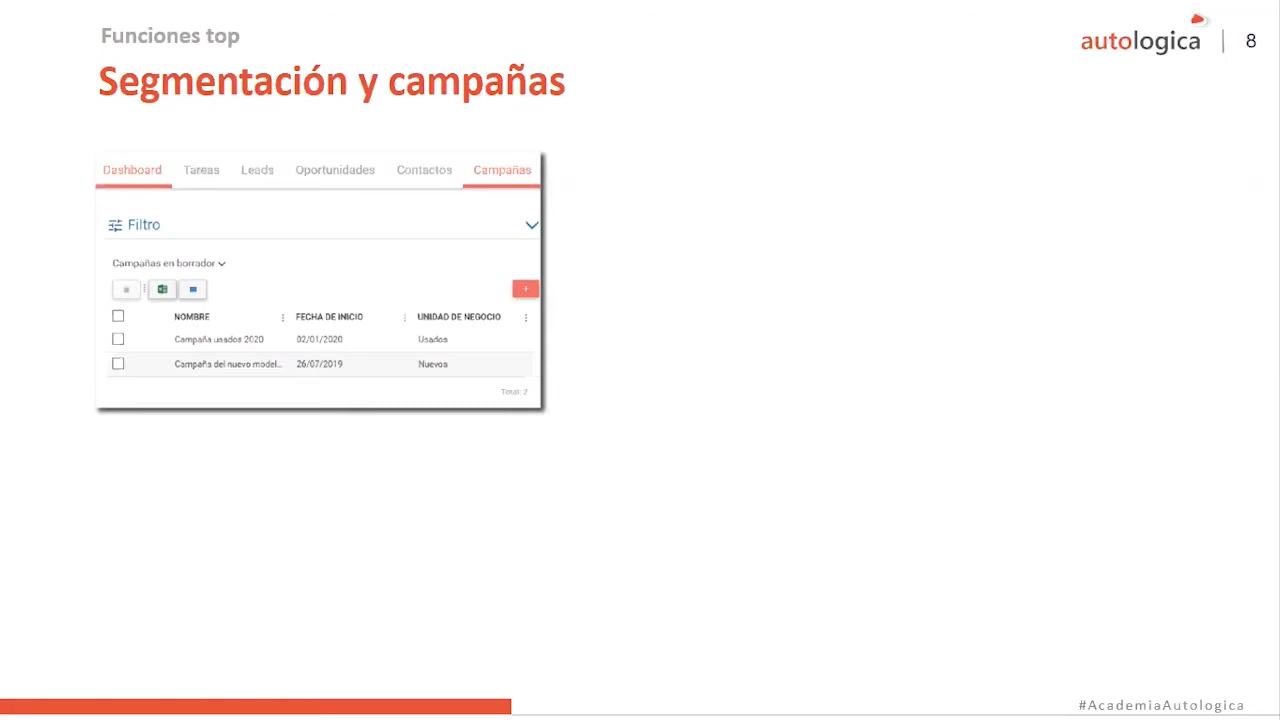 Funciones top
autologica
8
Segmentación y campañas
Dashboard Tareas Leads Oportunidades Contactos Campañas
Filtro
Campañas en borrador
+
NOMBRE FECHA DE INICIO UNIDAD DE NEGOCIO
Campaña usados 2020 02/01/2020 Usados
Campaña del nuevo model... 26/07/2019 Nuevos
Total: 2
#AcademiaAutologica